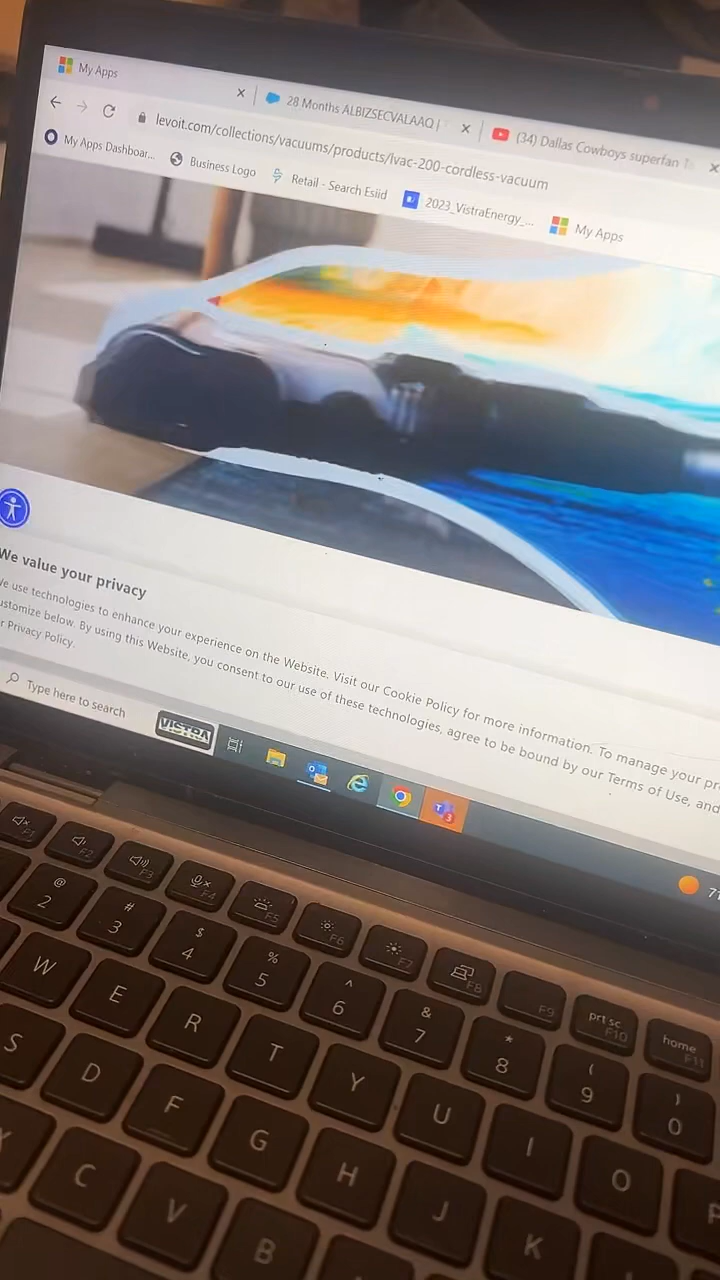 My Apps
28 Months ALBIZSECVALAAQ |
(34) Dallas Cowboys superfan
levoit.com/collections/vacuums/products/lvac-200-cordless-vacuum
My Apps Dashboar...
Business Logo
Retail - Search Esiid
2023_VistraEnergy_...
My Apps
We value your privacy
We use technologies to enhance your experience on the Website. Visit our Cookie Policy for more information. To manage your
customize below. By using this Website, you consent to our use of these technologies, agree to be bound by our Terms of Use, and
Privacy Policy.
Type here to search
VISTRA
3
F1
F2
F3
F4
F5
F6
F7
F8
F9
prt sc
F10
home
F11
@ 2
# 3
$ 4
% 5
^ 6
& 7
* 8
( 9
) 0
W E R T Y U I O P
S D F G H J K
X C V B